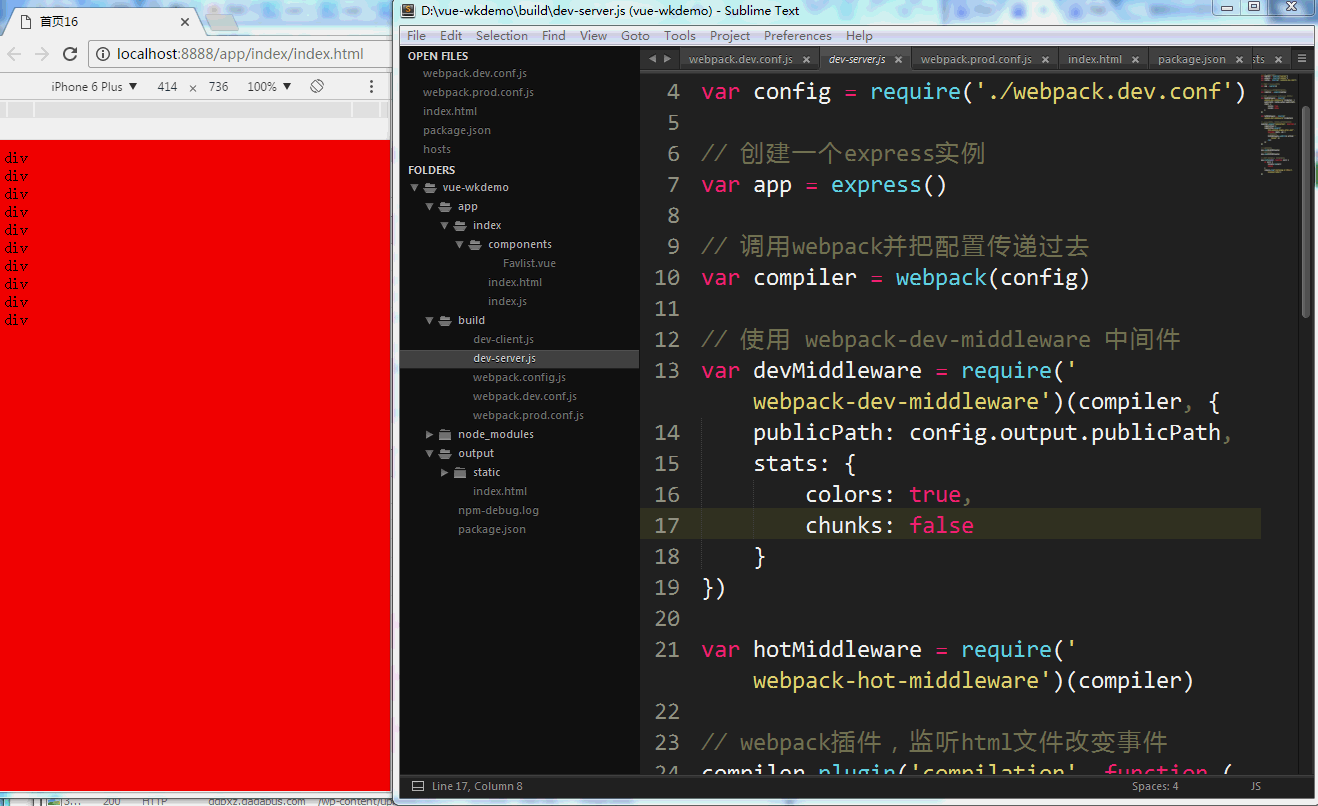 首页16
localhost:8888/app/index/index.html
iPhone 6 Plus ▼ 414 × 736 100% ▼
div
div
div
div
div
div
div
div
div
div
200 HTTP ddbxz.dadabus.com /wp-content/up
D:\vue-wkdemo\build\dev-server.js (vue-wkdemo) - Sublime Text
File Edit Selection Find View Goto Tools Project Preferences Help
OPEN FILES
webpack.dev.conf.js
webpack.prod.conf.js
index.html
package.json
hosts
FOLDERS
vue-wkdemo
app
index
components
Favlist.vue
index.html
index.js
build
dev-client.js
dev-server.js
webpack.config.js
webpack.dev.conf.js
webpack.prod.conf.js
node_modules
output
static
index.html
npm-debug.log
package.json
webpack.dev.conf.js × dev-server.js × webpack.prod.conf.js × index.html × package.json × sts ×
4 var config = require('./webpack.dev.conf')
5
6 // 创建一个express实例
7 var app = express()
8
9 // 调用webpack并把配置传递过去
10 var compiler = webpack(config)
11
12 // 使用 webpack-dev-middleware 中间件
13 var devMiddleware = require('
webpack-dev-middleware')(compiler, {
14 publicPath: config.output.publicPath,
15 stats: {
16 colors: true,
17 chunks: false
18 }
19 })
20
21 var hotMiddleware = require('
webpack-hot-middleware')(compiler)
22
23 // webpack插件，监听html文件改变事件
24 compiler.plugin('compilation', function (
Line 17, Column 8 Spaces: 4 JS